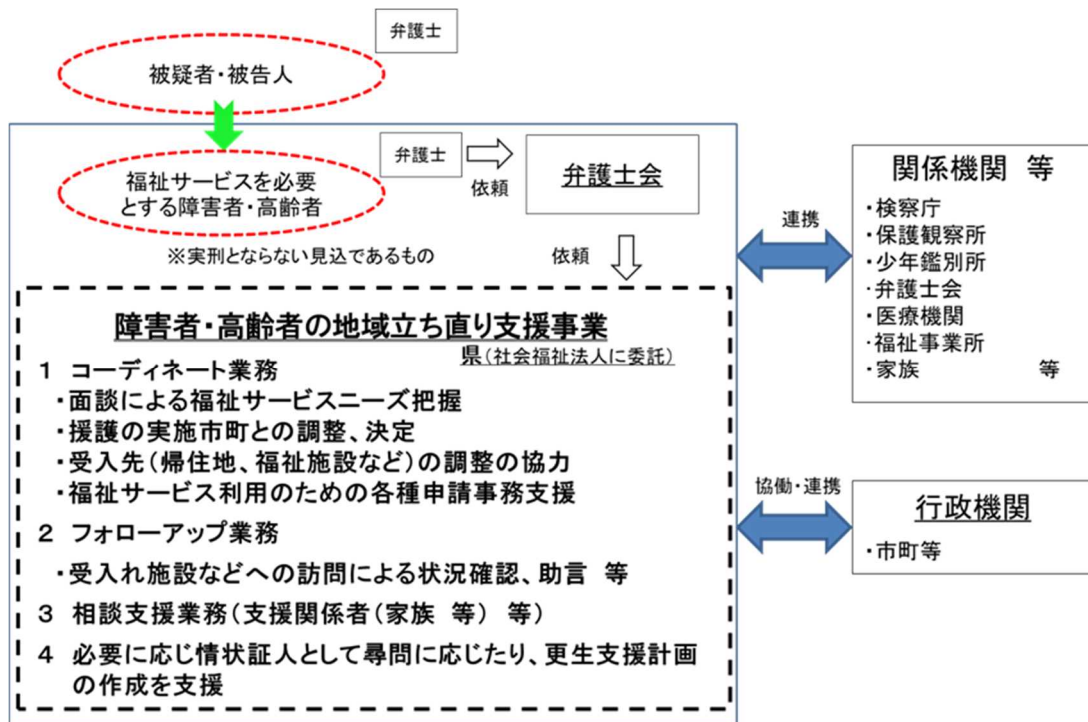 弁護士
被疑者・被告人
弁護士
依頼
弁護士会
福祉サービスを必要
とする障害者・高齢者
※実刑とならない見込であるもの
依頼
障害者・高齢者の地域立ち直り支援事業
県(社会福祉法人に委託)
1 コーディネート業務
・面談による福祉サービスニーズ把握
・援護の実施市町との調整、決定
・受入先(帰住地、福祉施設など)の調整の協力
・福祉サービス利用のための各種申請事務支援
2 フォローアップ業務
・受入れ施設などへの訪問による状況確認、助言 等
3 相談支援業務(支援関係者(家族 等) 等)
4 必要に応じ情状証人として尋問に応じたり、更生支援計画
の作成を支援
連携
関係機関 等
・検察庁
・保護観察所
・少年鑑別所
・弁護士会
・医療機関
・福祉事業所
・家族 等
協働・連携
行政機関
・市町等